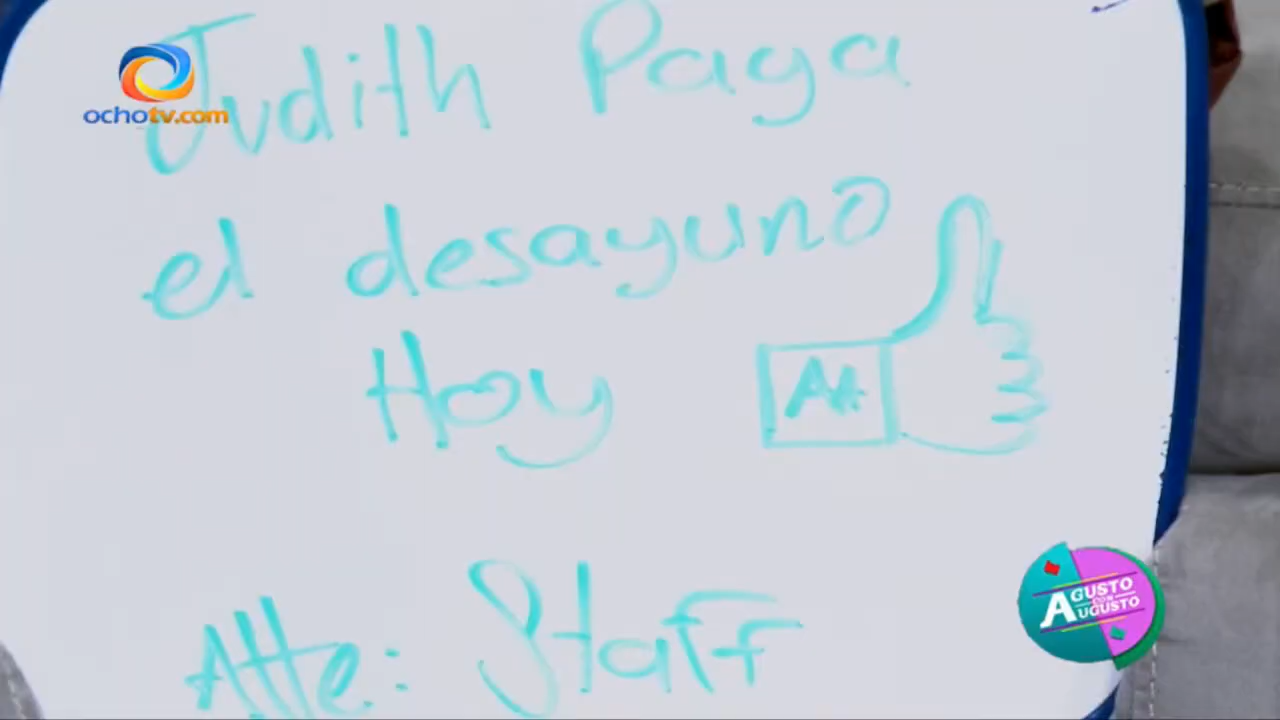 ochotv.com
Judith Paga
el desayuno
Hoy
A+
Atte: Staff
AGUSTO
CON
AUGUSTO